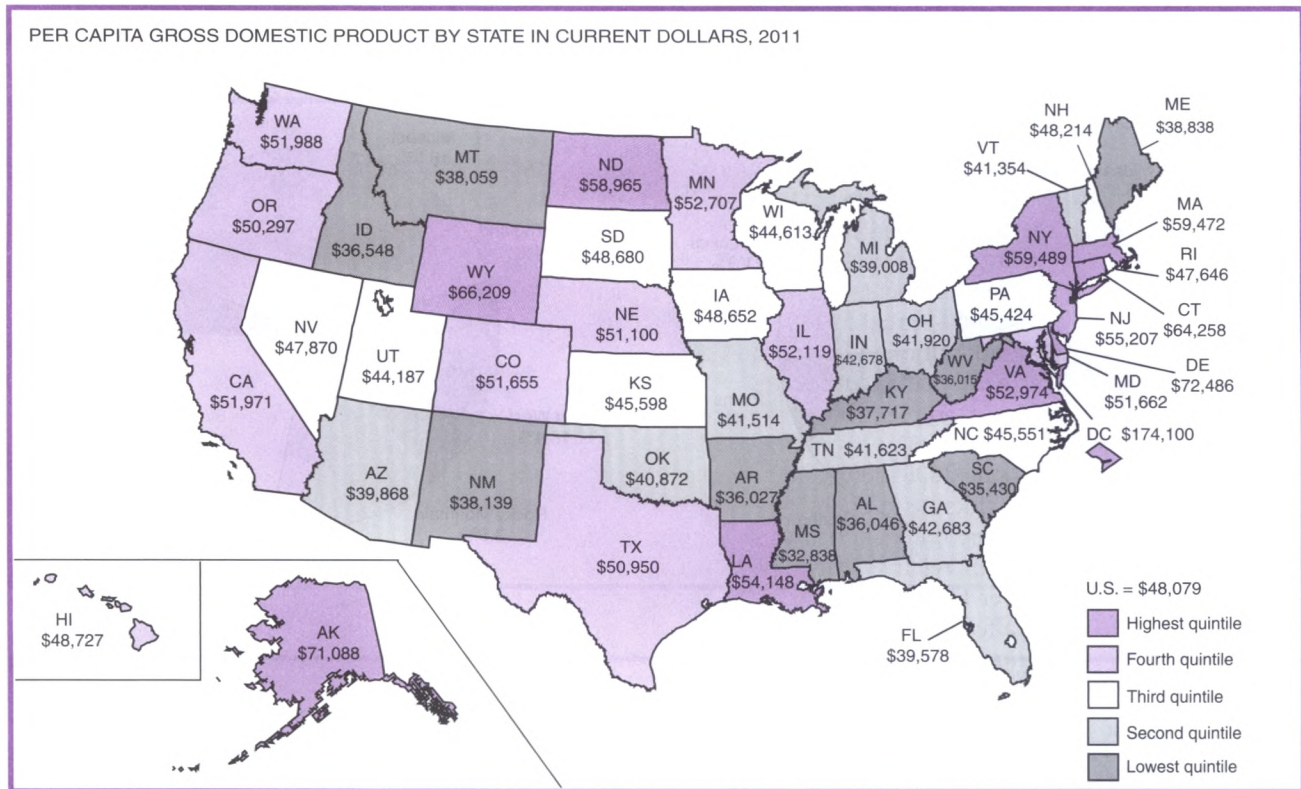 PER CAPITA GROSS DOMESTIC PRODUCT BY STATE IN CURRENT DOLLARS, 2011
WA
$51,988
OR
$50,297
CA
$51,971
ID
$36,548
MT
$38,059
ND
$58,965
MN
$52,707
WI
$44,613
SD
$48,680
WY
$66,209
NV
$47,870
UT
$44,187
CO
$51,655
NE
$51,100
IA
$48,652
KS
$45,598
MO
$41,514
IL
$52,119
IN
$42,678
MI
$39,008
OH
$41,920
PA
$45,424
NY
$59,489
VT
$41,354
NH
$48,214
ME
$38,838
MA
$59,472
RI
$47,646
CT
$64,258
NJ
$55,207
DE
$72,486
MD
$51,662
DC $174,100
WV
$36,015
VA
$52,974
KY
$37,717
NC $45,551
TN $41,623
SC
$35,430
AZ
$39,868
NM
$38,139
OK
$40,872
AR
$36,027
MS
$32,838
AL
$36,046
GA
$42,683
TX
$50,950
LA
$54,148
FL
$39,578
HI
$48,727
AK
$71,088
U.S. = $48,079
Highest quintile
Fourth quintile
Third quintile
Second quintile
Lowest quintile